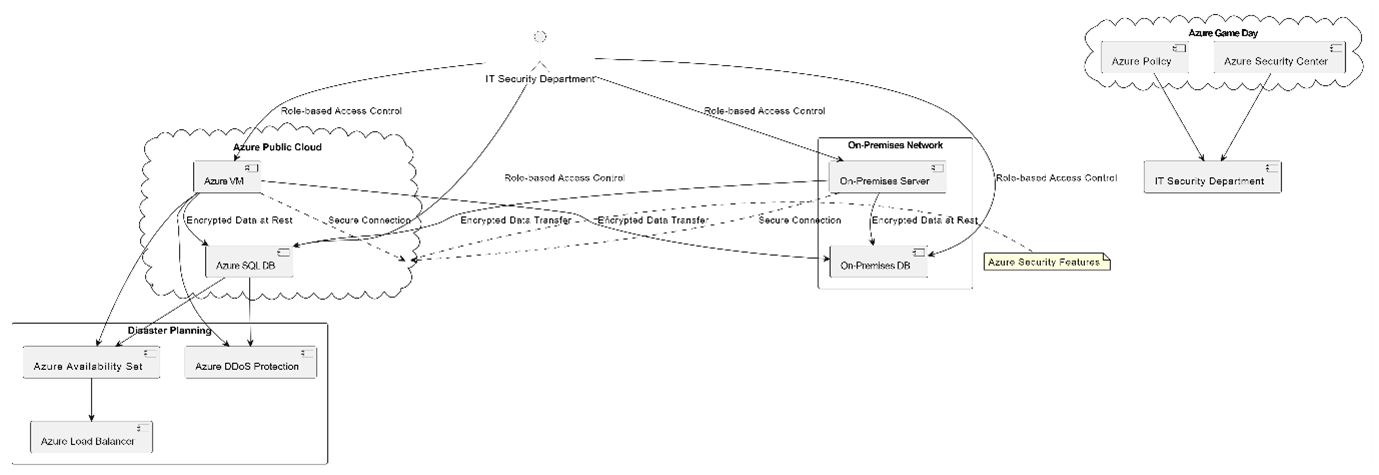 Azure Game Day
Azure Policy
Azure Security Center
IT Security Department
Role-based Access Control
Role-based Access Control
Azure Public Cloud
On-Premises Network
Azure VM
Role-based Access Control
On-Premises Server
Role-based Access Control
IT Security Department
Encrypted Data at Rest
Secure Connection
Encrypted Data Transfer
Encrypted Data Transfer
Secure Connection
Encrypted Data at Rest
Azure SQL DB
On-Premises DB
Azure Security Features
Disaster Planning
Azure Availability Set
Azure DDoS Protection
Azure Load Balancer